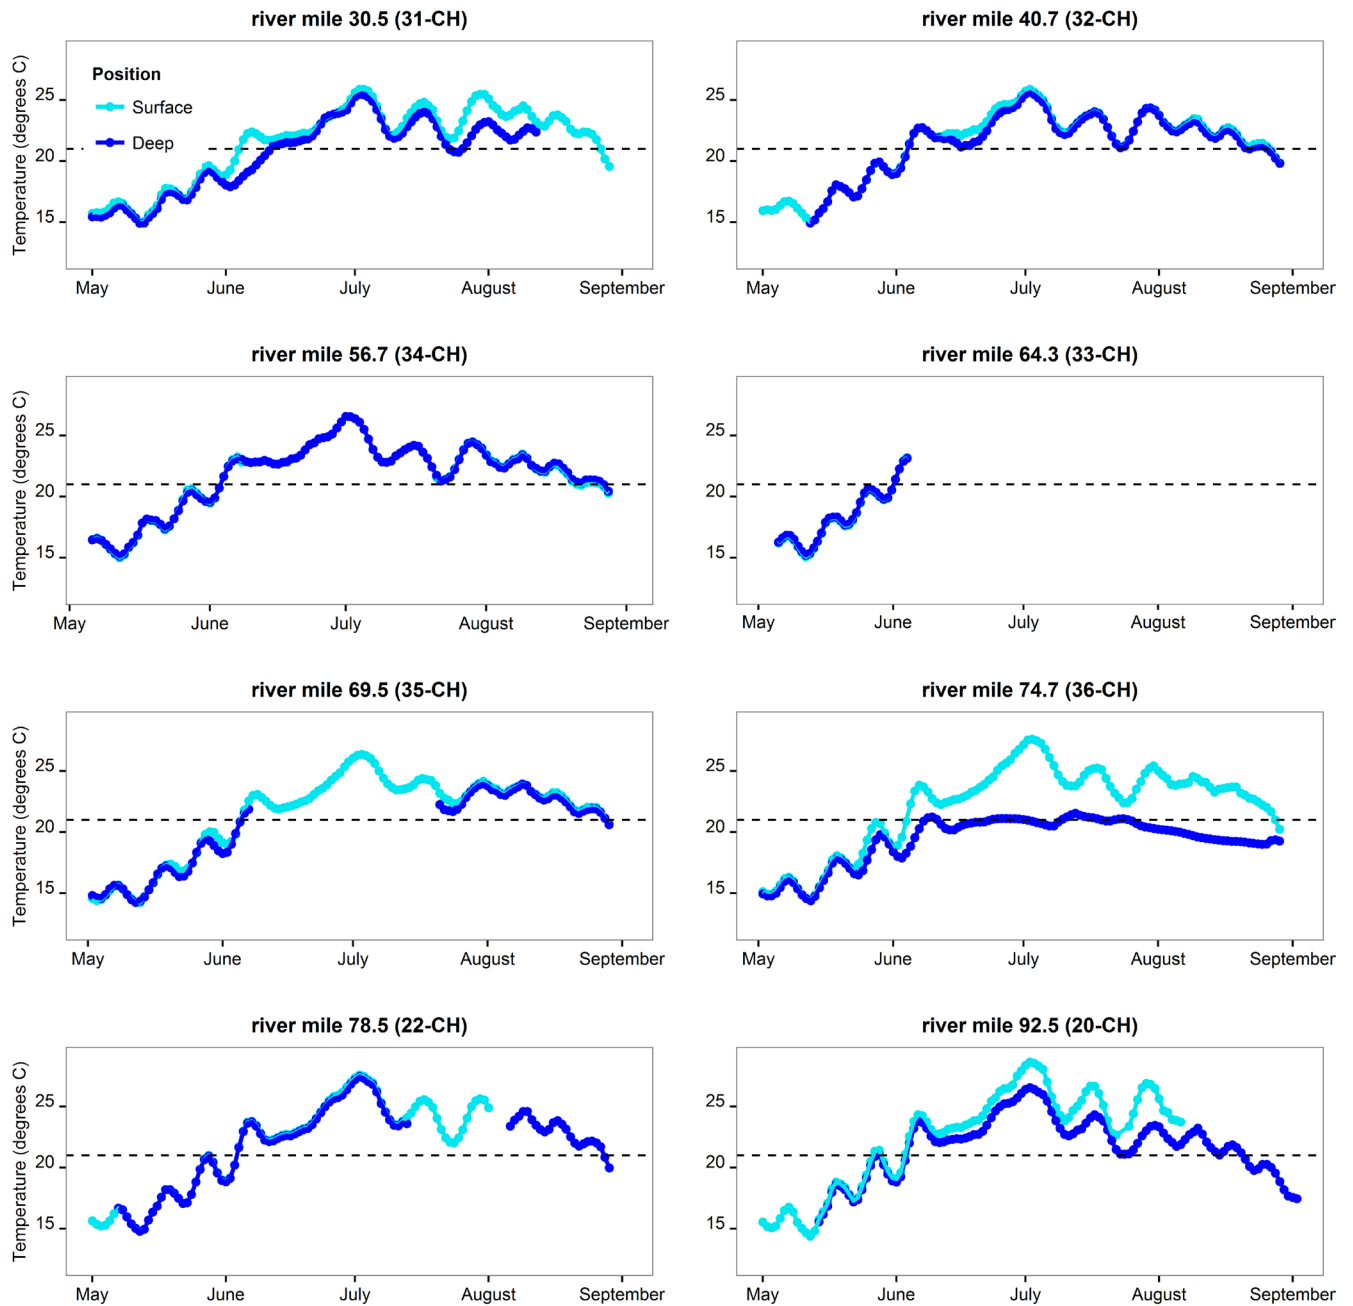 river mile 30.5 (31-CH)
Temperature (degrees C)
25
20
15
Position
Surface
Deep
May June July August September
river mile 40.7 (32-CH)
25
20
15
May June July August September
river mile 56.7 (34-CH)
Temperature (degrees C)
25
20
15
May June July August September
river mile 64.3 (33-CH)
25
20
15
May June July August September
river mile 69.5 (35-CH)
Temperature (degrees C)
25
20
15
May June July August September
river mile 74.7 (36-CH)
25
20
15
May June July August September
river mile 78.5 (22-CH)
Temperature (degrees C)
25
20
15
May June July August September
river mile 92.5 (20-CH)
25
20
15
May June July August September